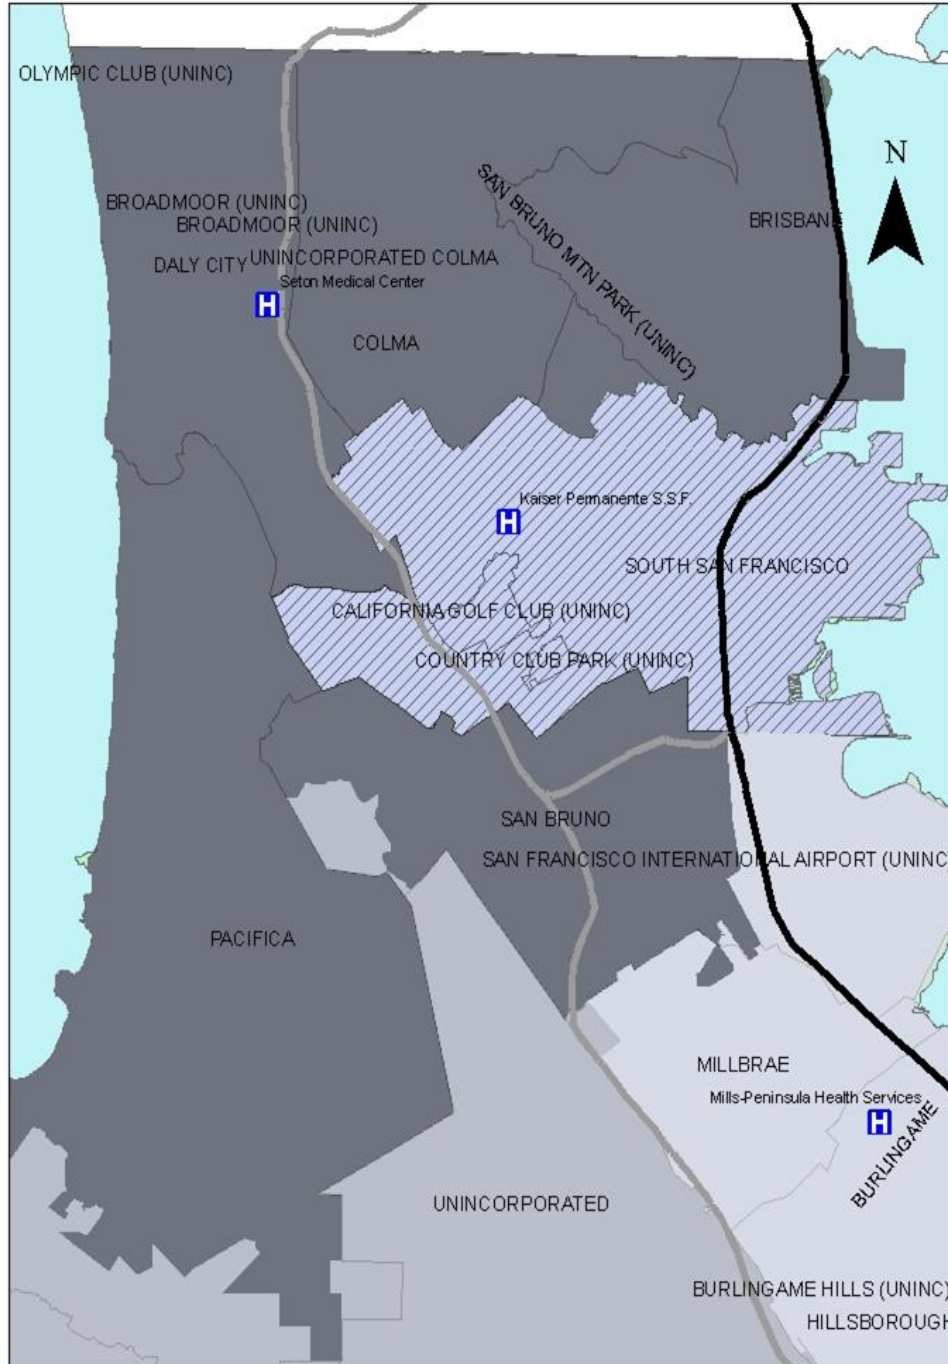 OLYMPIC CLUB (UNINC)
N
BROADMOOR (UNINC)
BROADMOOR (UNINC)
BRISBANE
SAN BRUNO MTN PARK (UNINC)
DALY CITY
UNINCORPORATED COLMA
Seton Medical Center
H
COLMA
Kaiser Permanente S.S.F.
H
SOUTH SAN FRANCISCO
CALIFORNIA GOLF CLUB (UNINC)
COUNTRY CLUB PARK (UNINC)
SAN BRUNO
SAN FRANCISCO INTERNATIONAL AIRPORT (UNINC
PACIFICA
MILLBRAE
Mills-Peninsula Health Services
H
BURLINGAME
UNINCORPORATED
BURLINGAME HILLS (UNINC)
HILLSBOROUGH